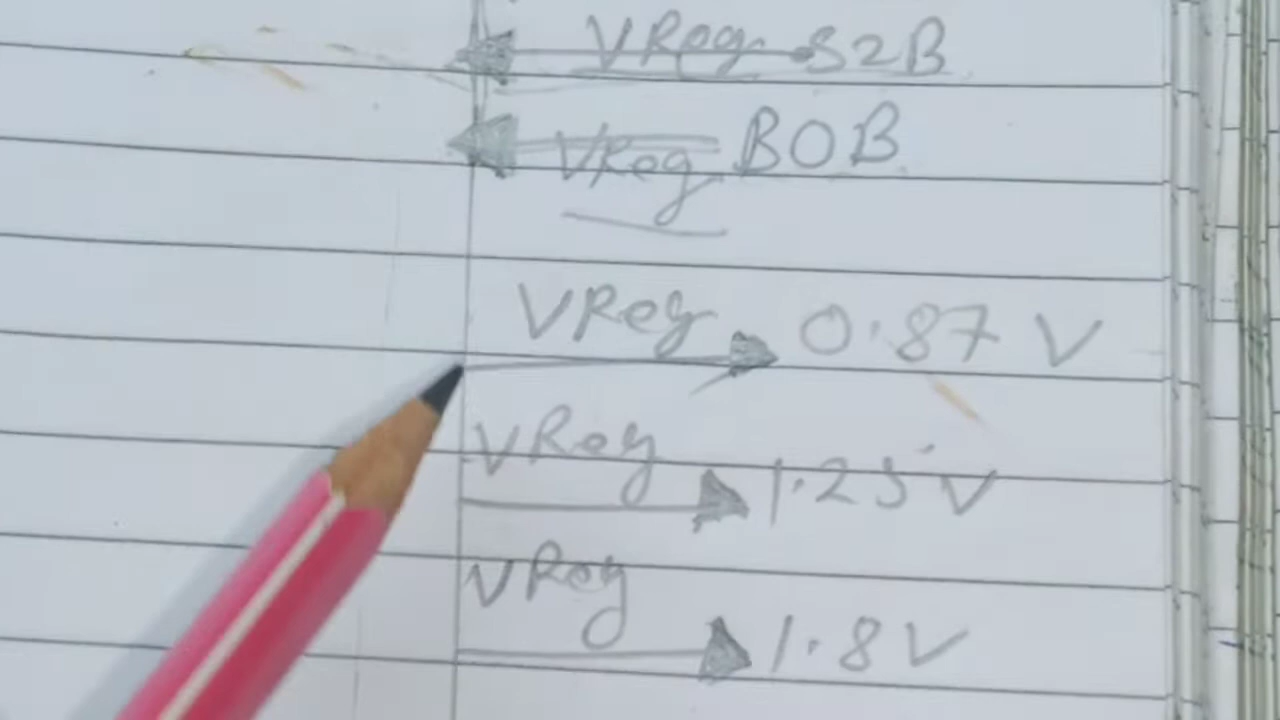 VReg S2B
VReg BOB
VReg 0.87 V
VReg 1.25 V
VReg 1.8 V